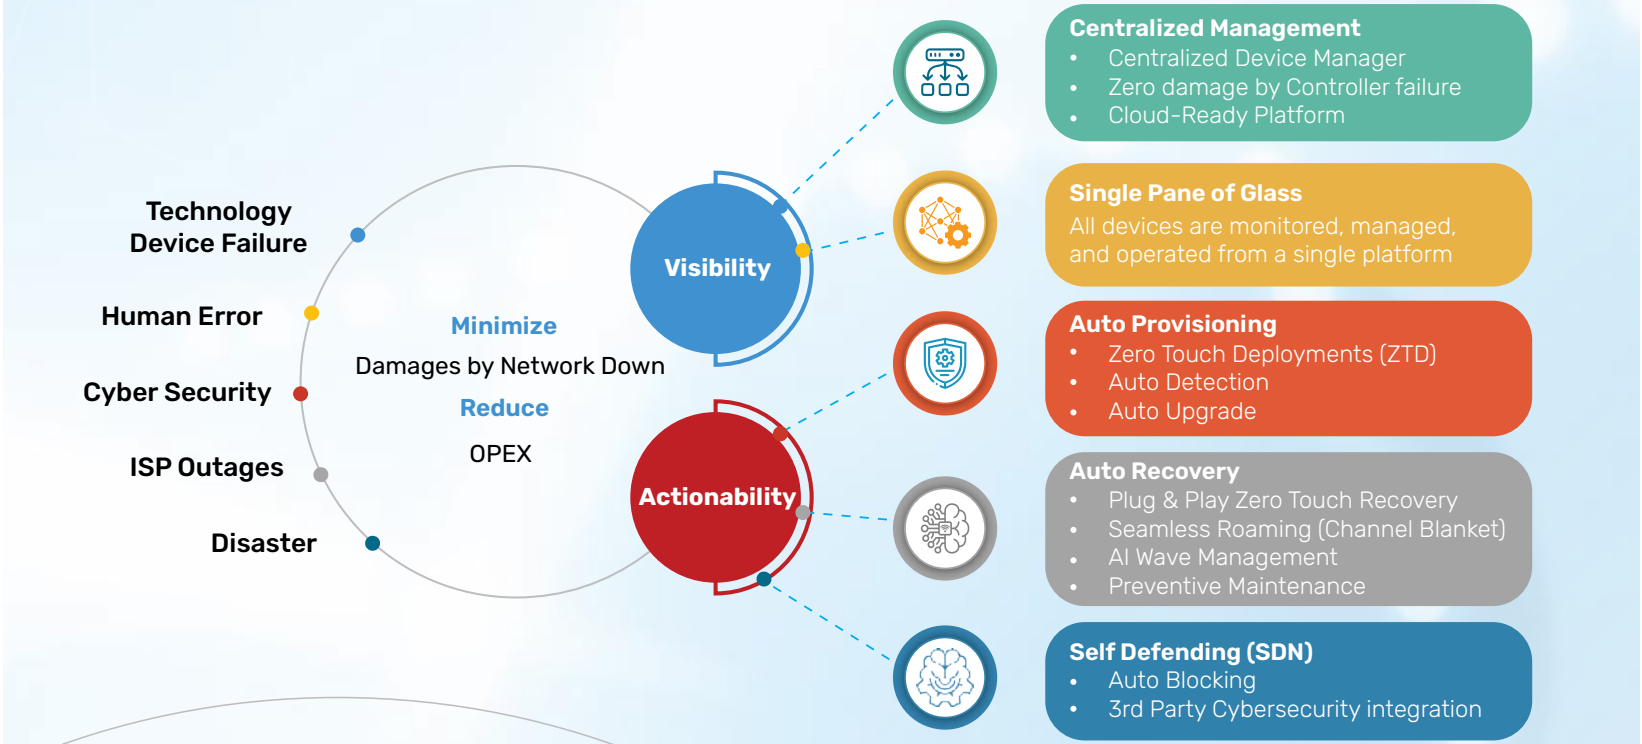 Technology
Device Failure
Human Error
Cyber Security
ISP Outages
Disaster
Minimize
Damages by Network Down
Reduce
OPEX
Visibility
Actionability
Centralized Management
• Centralized Device Manager
• Zero damage by Controller failure
• Cloud-Ready Platform
Single Pane of Glass
All devices are monitored, managed,
and operated from a single platform
Auto Provisioning
• Zero Touch Deployments (ZTD)
• Auto Detection
• Auto Upgrade
Auto Recovery
• Plug & Play Zero Touch Recovery
• Seamless Roaming (Channel Blanket)
• AI Wave Management
• Preventive Maintenance
Self Defending (SDN)
• Auto Blocking
• 3rd Party Cybersecurity integration